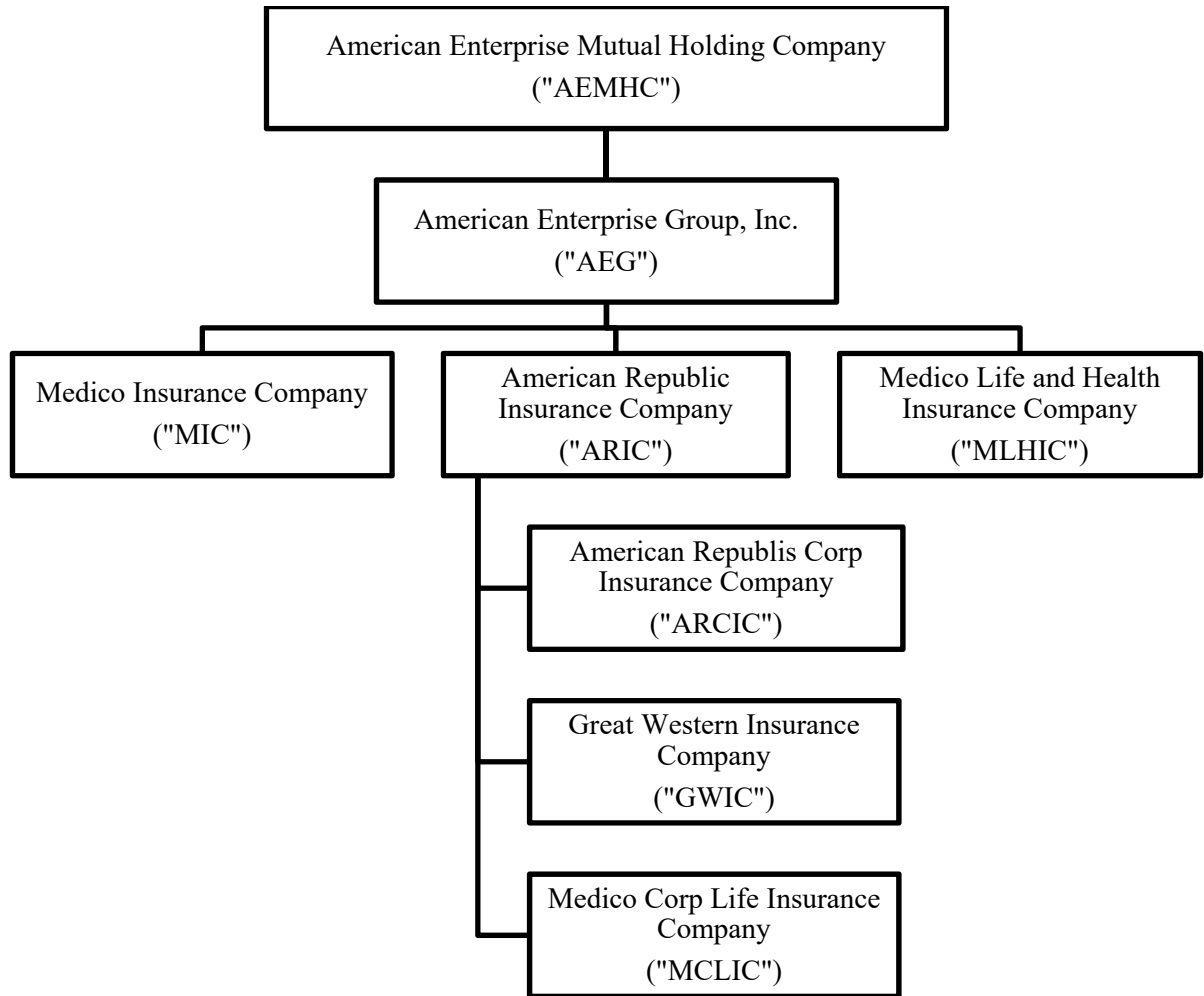 American Enterprise Mutual Holding Company
("AEMHC")
American Enterprise Group, Inc.
("AEG")
Medico Insurance Company
("MIC")
American Republic
Insurance Company
("ARIC")
Medico Life and Health
Insurance Company
("MLHIC")
American Republis Corp
Insurance Company
("ARCIC")
Great Western Insurance
Company
("GWIC")
Medico Corp Life Insurance
Company
("MCLIC")